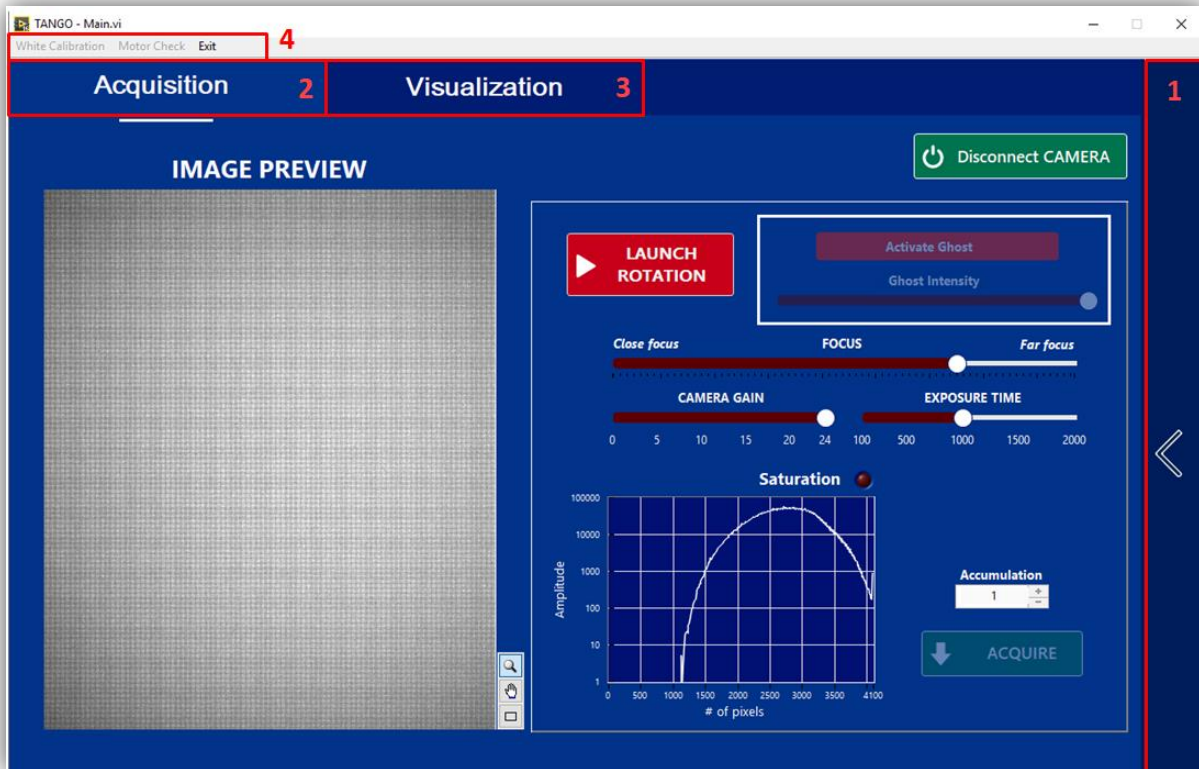 TANGO - Main.vi
White Calibration Motor Check Exit
4
Acquisition 2
Visualization 3
1
Disconnect CAMERA
IMAGE PREVIEW
LAUNCH
ROTATION
Activate Ghost
Ghost Intensity
Close focus FOCUS Far focus
CAMERA GAIN EXPOSURE TIME
0 5 10 15 20 24 100 500 1000 1500 2000
Saturation
100000
10000
1000
100
10
1
Amplitude
0 500 1000 1500 2000 2500 3000 3500 4100
# of pixels
Accumulation
1
ACQUIRE